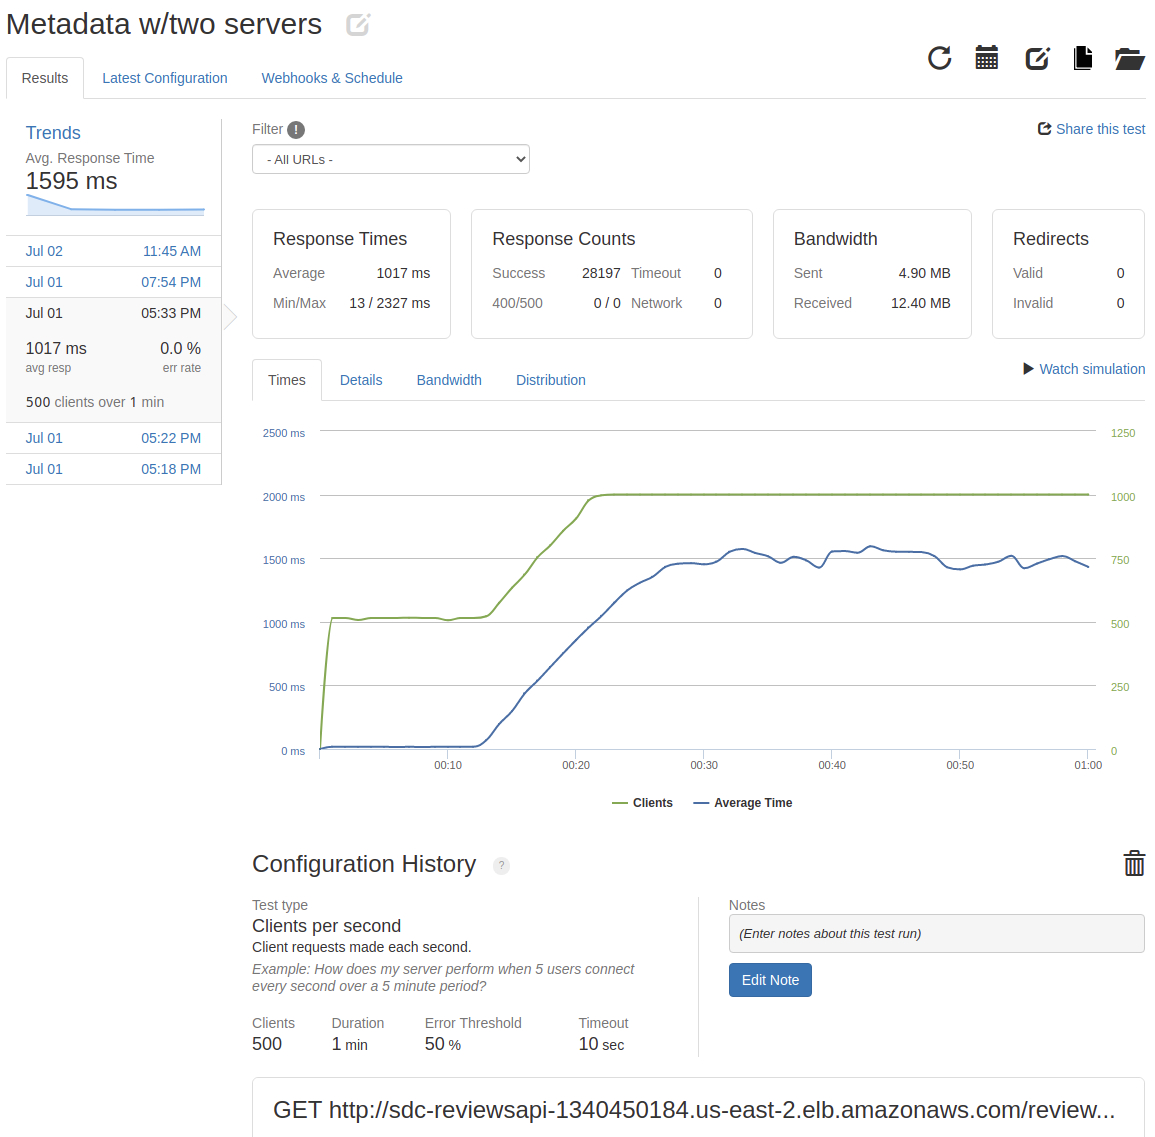 Metadata w/two servers
Results Latest Configuration Webhooks & Schedule
Trends
Avg. Response Time
1595 ms
Jul 02 11:45 AM
Jul 01 07:54 PM
Jul 01 05:33 PM
1017 ms 0.0 %
avg resp err rate
500 clients over 1 min
Jul 01 05:22 PM
Jul 01 05:18 PM
Filter !
Share this test
- All URLs -
Response Times
Average 1017 ms
Min/Max 13 / 2327 ms
Response Counts
Success 28197 Timeout 0
400/500 0 / 0 Network 0
Bandwidth
Sent 4.90 MB
Received 12.40 MB
Redirects
Valid 0
Invalid 0
Times Details Bandwidth Distribution
Watch simulation
2500 ms 1250
2000 ms 1000
1500 ms 750
1000 ms 500
500 ms 250
0 ms 0
00:10 00:20 00:30 00:40 00:50 01:00
Clients Average Time
Configuration History ?
Test type
Clients per second
Client requests made each second.
Example: How does my server perform when 5 users connect
every second over a 5 minute period?
Clients Duration Error Threshold Timeout
500 1 min 50 % 10 sec
Notes
(Enter notes about this test run)
Edit Note
GET http://sdc-reviewsapi-1340450184.us-east-2.elb.amazonaws.com/review...